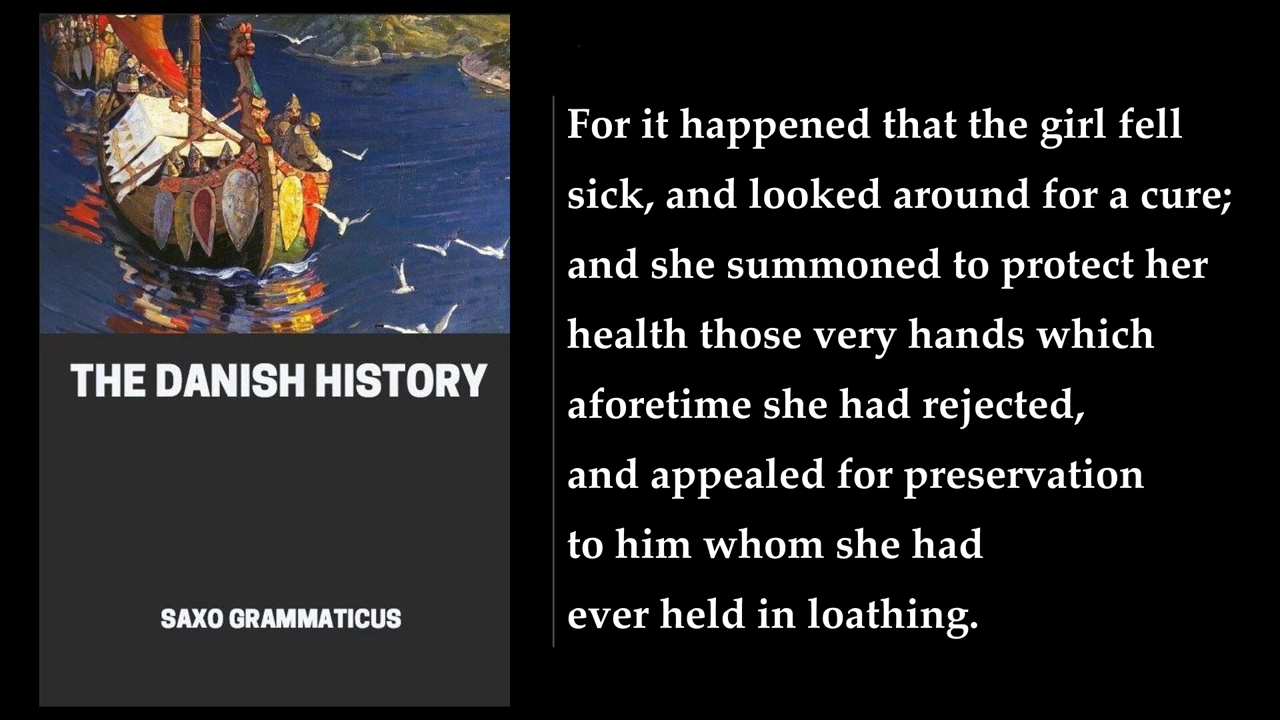 THE DANISH HISTORY
SAXO GRAMMATICUS
For it happened that the girl fell
sick, and looked around for a cure;
and she summoned to protect her
health those very hands which
aforetime she had rejected,
and appealed for preservation
to him whom she had
ever held in loathing.